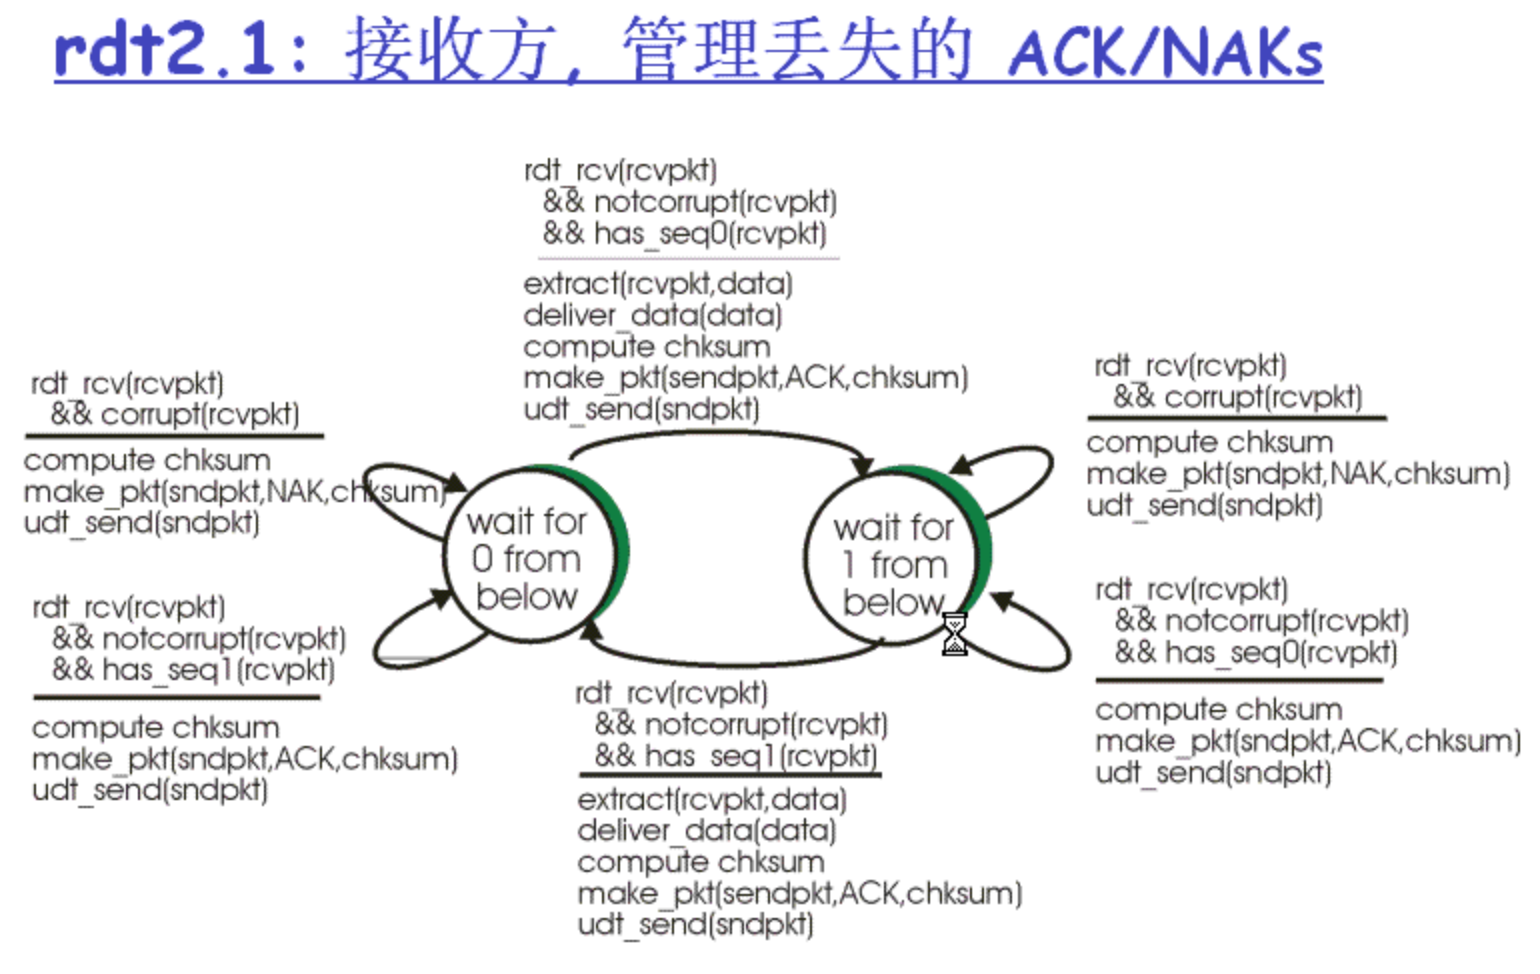 rdt2.1: 接收方, 管理丢失的 ACK/NAKs
rdt_rcv(rcvpkt)
&& notcorrupt(rcvpkt)
&& has_seq0(rcvpkt)
extract(rcvpkt,data)
deliver_data(data)
compute chksum
make_pkt(sendpkt,ACK,chksum)
udt_send(sndpkt)
rdt_rcv(rcvpkt)
&& corrupt(rcvpkt)
compute chksum
make_pkt(sndpkt,NAK,chksum)
udt_send(sndpkt)
rdt_rcv(rcvpkt)
&& corrupt(rcvpkt)
compute chksum
make_pkt(sndpkt,NAK,chksum)
udt_send(sndpkt)
wait for
0 from
below
wait for
1 from
below
rdt_rcv(rcvpkt)
&& notcorrupt(rcvpkt)
&& has_seq1(rcvpkt)
compute chksum
make_pkt(sndpkt,ACK,chksum)
udt_send(sndpkt)
rdt_rcv(rcvpkt)
&& notcorrupt(rcvpkt)
&& has_seq1(rcvpkt)
extract(rcvpkt,data)
deliver_data(data)
compute chksum
make_pkt(sendpkt,ACK,chksum)
udt_send(sndpkt)
rdt_rcv(rcvpkt)
&& notcorrupt(rcvpkt)
&& has_seq0(rcvpkt)
compute chksum
make_pkt(sndpkt,ACK,chksum)
udt_send(sndpkt)